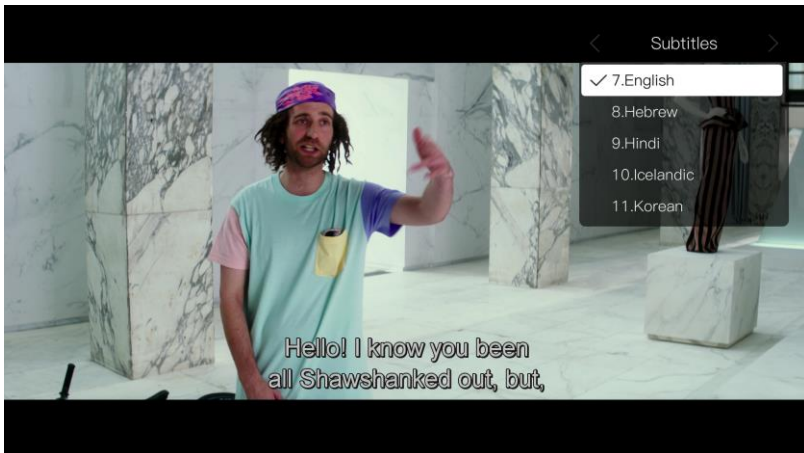 Subtitles
7.English
8.Hebrew
9.Hindi
10.Icelandic
11.Korean
Hello! I know you been
all Shawshanked out, but,